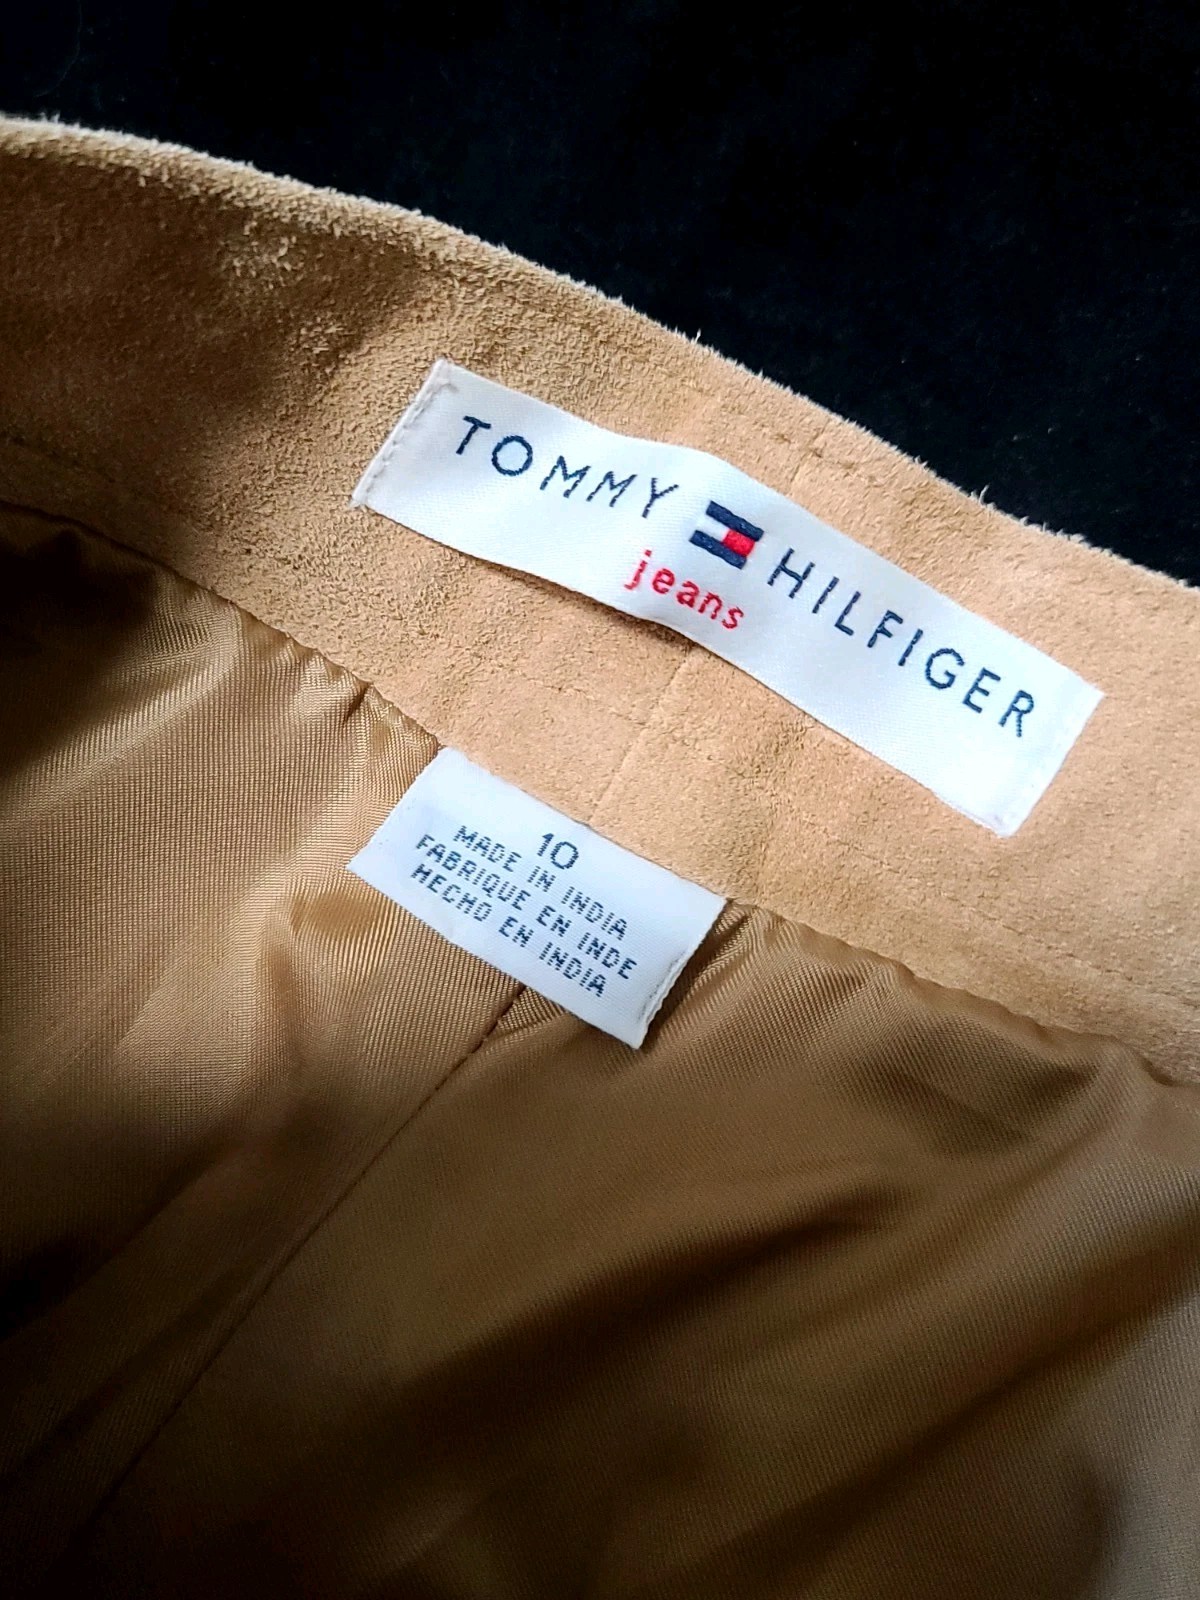 TOMMY HILFIGER
jeans
10
MADE IN INDIA
FABRIQUE EN INDE
HECHO EN INDIA